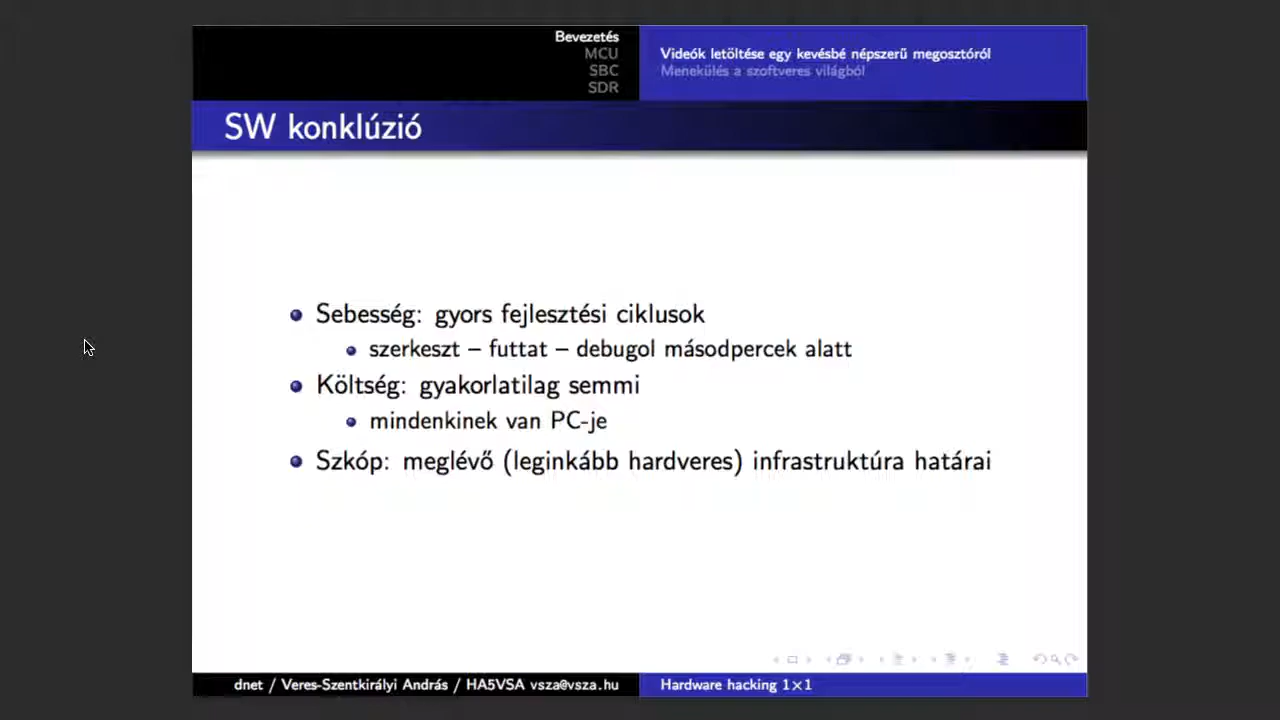 Bevezetés
MCU
SBC
SDR
Videók letöltése egy kevésbé népszerű megosztóról
Menekülés a szoftveres világból
SW konklúzió
Sebesség: gyors fejlesztési ciklusok
szerkeszt – futtat – debugol másodpercek alatt
Költség: gyakorlatilag semmi
mindenkinek van PC-je
Szkóp: meglévő (leginkább hardveres) infrastruktúra határai
dnet / Veres-Szentkirályi András / HA5VSA vsza@vsza.hu
Hardware hacking 1×1